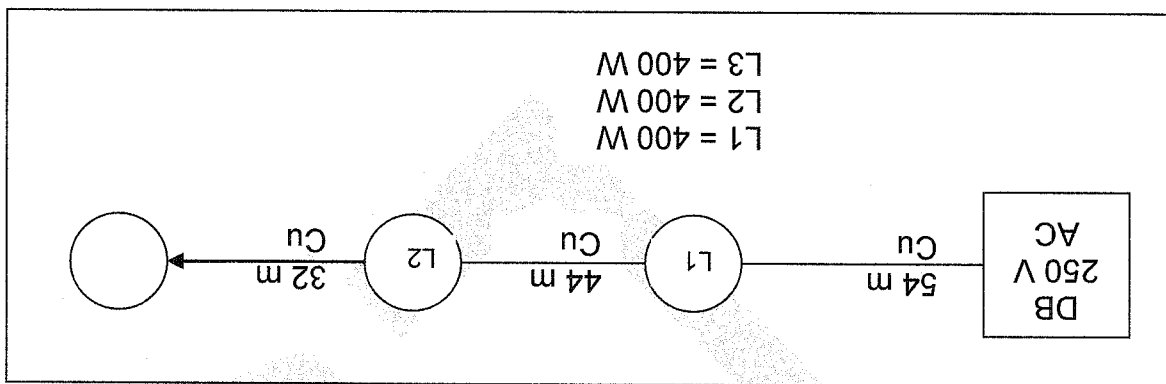 DB
250 V
AC
54 m
Cu
L1
44 m
Cu
L2
32 m
Cu
L1 = 400 W
L2 = 400 W
L3 = 400 W